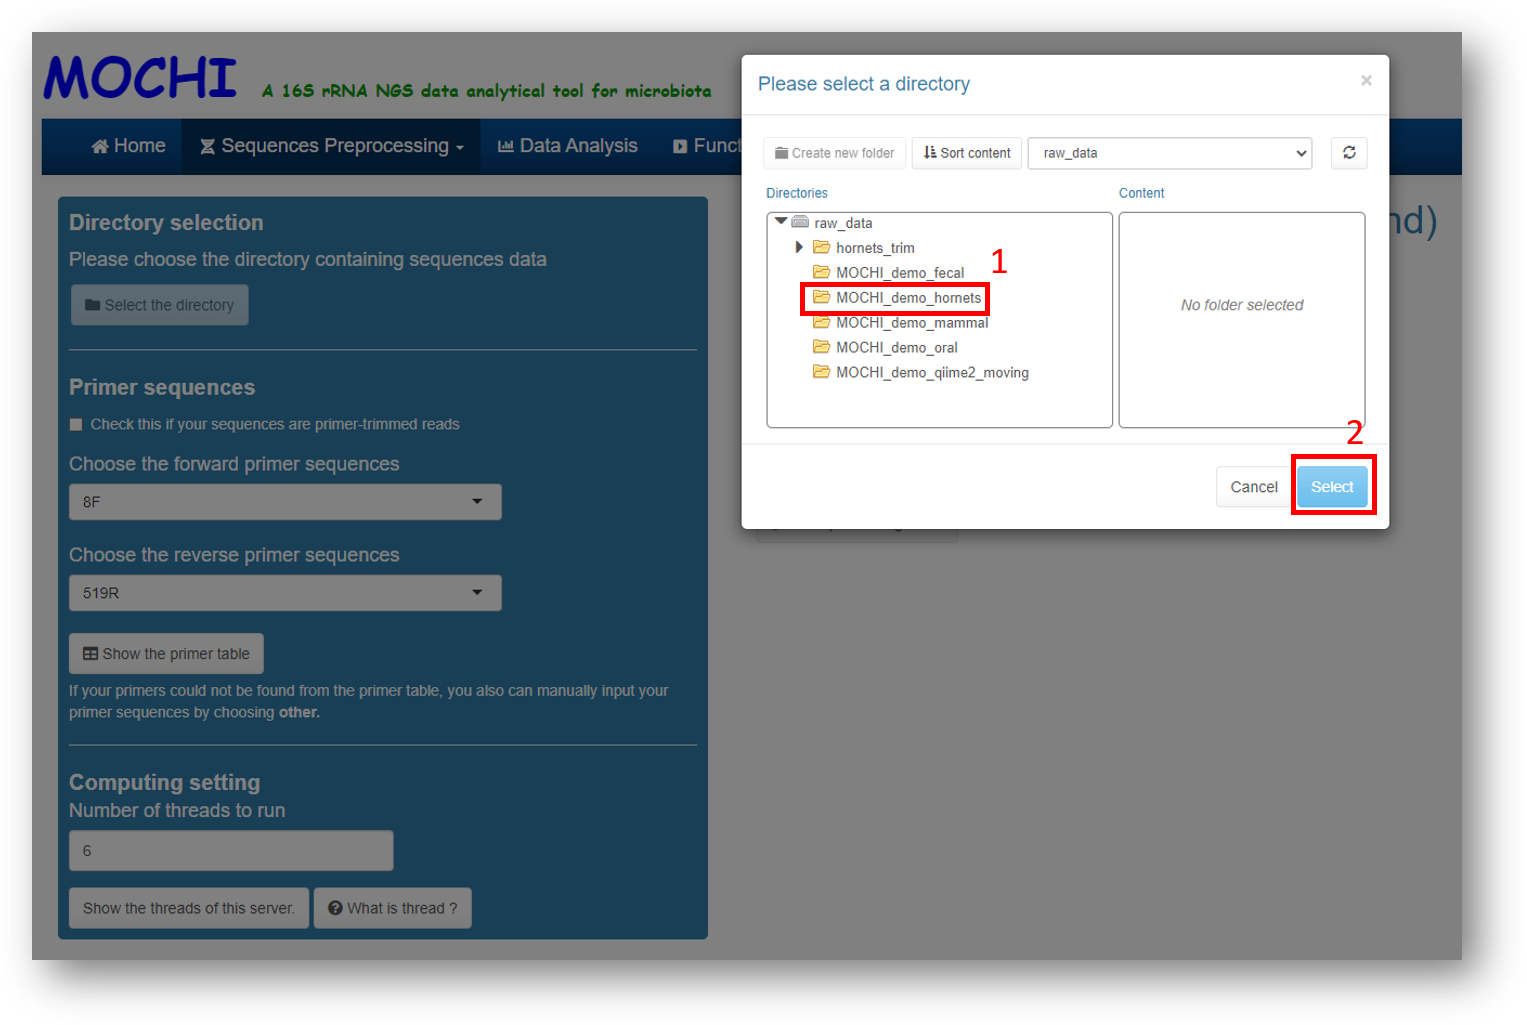 MOCHI A 16S rRNA NGS data analytical tool for microbiota
Home Sequences Preprocessing Data Analysis Funct
Directory selection
Please choose the directory containing sequences data
Select the directory
Primer sequences
Check this if your sequences are primer-trimmed reads
Choose the forward primer sequences
8F
Choose the reverse primer sequences
519R
Show the primer table
If your primers could not be found from the primer table, you also can manually input your
primer sequences by choosing other.
Computing setting
Number of threads to run
6
Show the threads of this server. What is thread ?
nd)
Please select a directory ×
Create new folder Sort content raw_data
Directories Content
raw_data
hornets_trim
MOCHI_demo_fecal
1
MOCHI_demo_hornets
MOCHI_demo_mammal
MOCHI_demo_oral
MOCHI_demo_qiime2_moving
No folder selected
2
Cancel Select